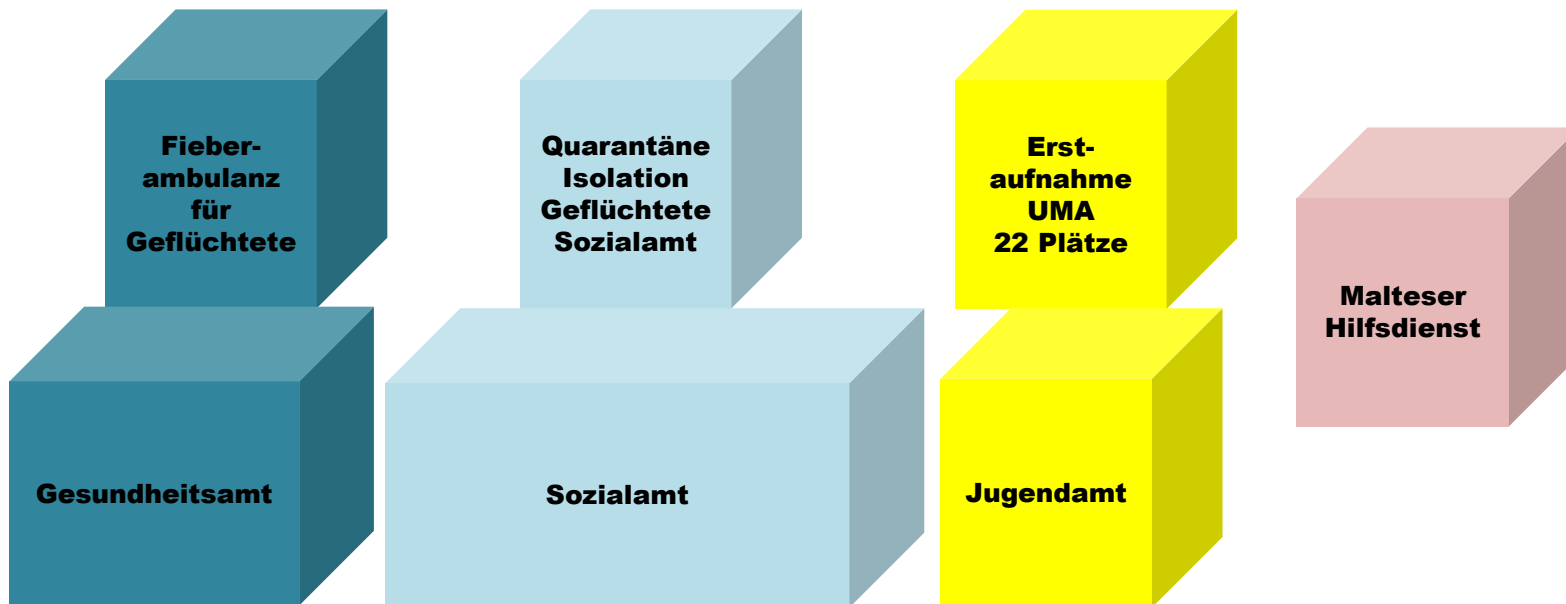 Fieber-
ambulanz
für
Geflüchtete
Quarantäne
Isolation
Geflüchtete
Sozialamt
Erst-
aufnahme
UMA
22 Plätze
Malteser
Hilfsdienst
Gesundheitsamt
Sozialamt
Jugendamt